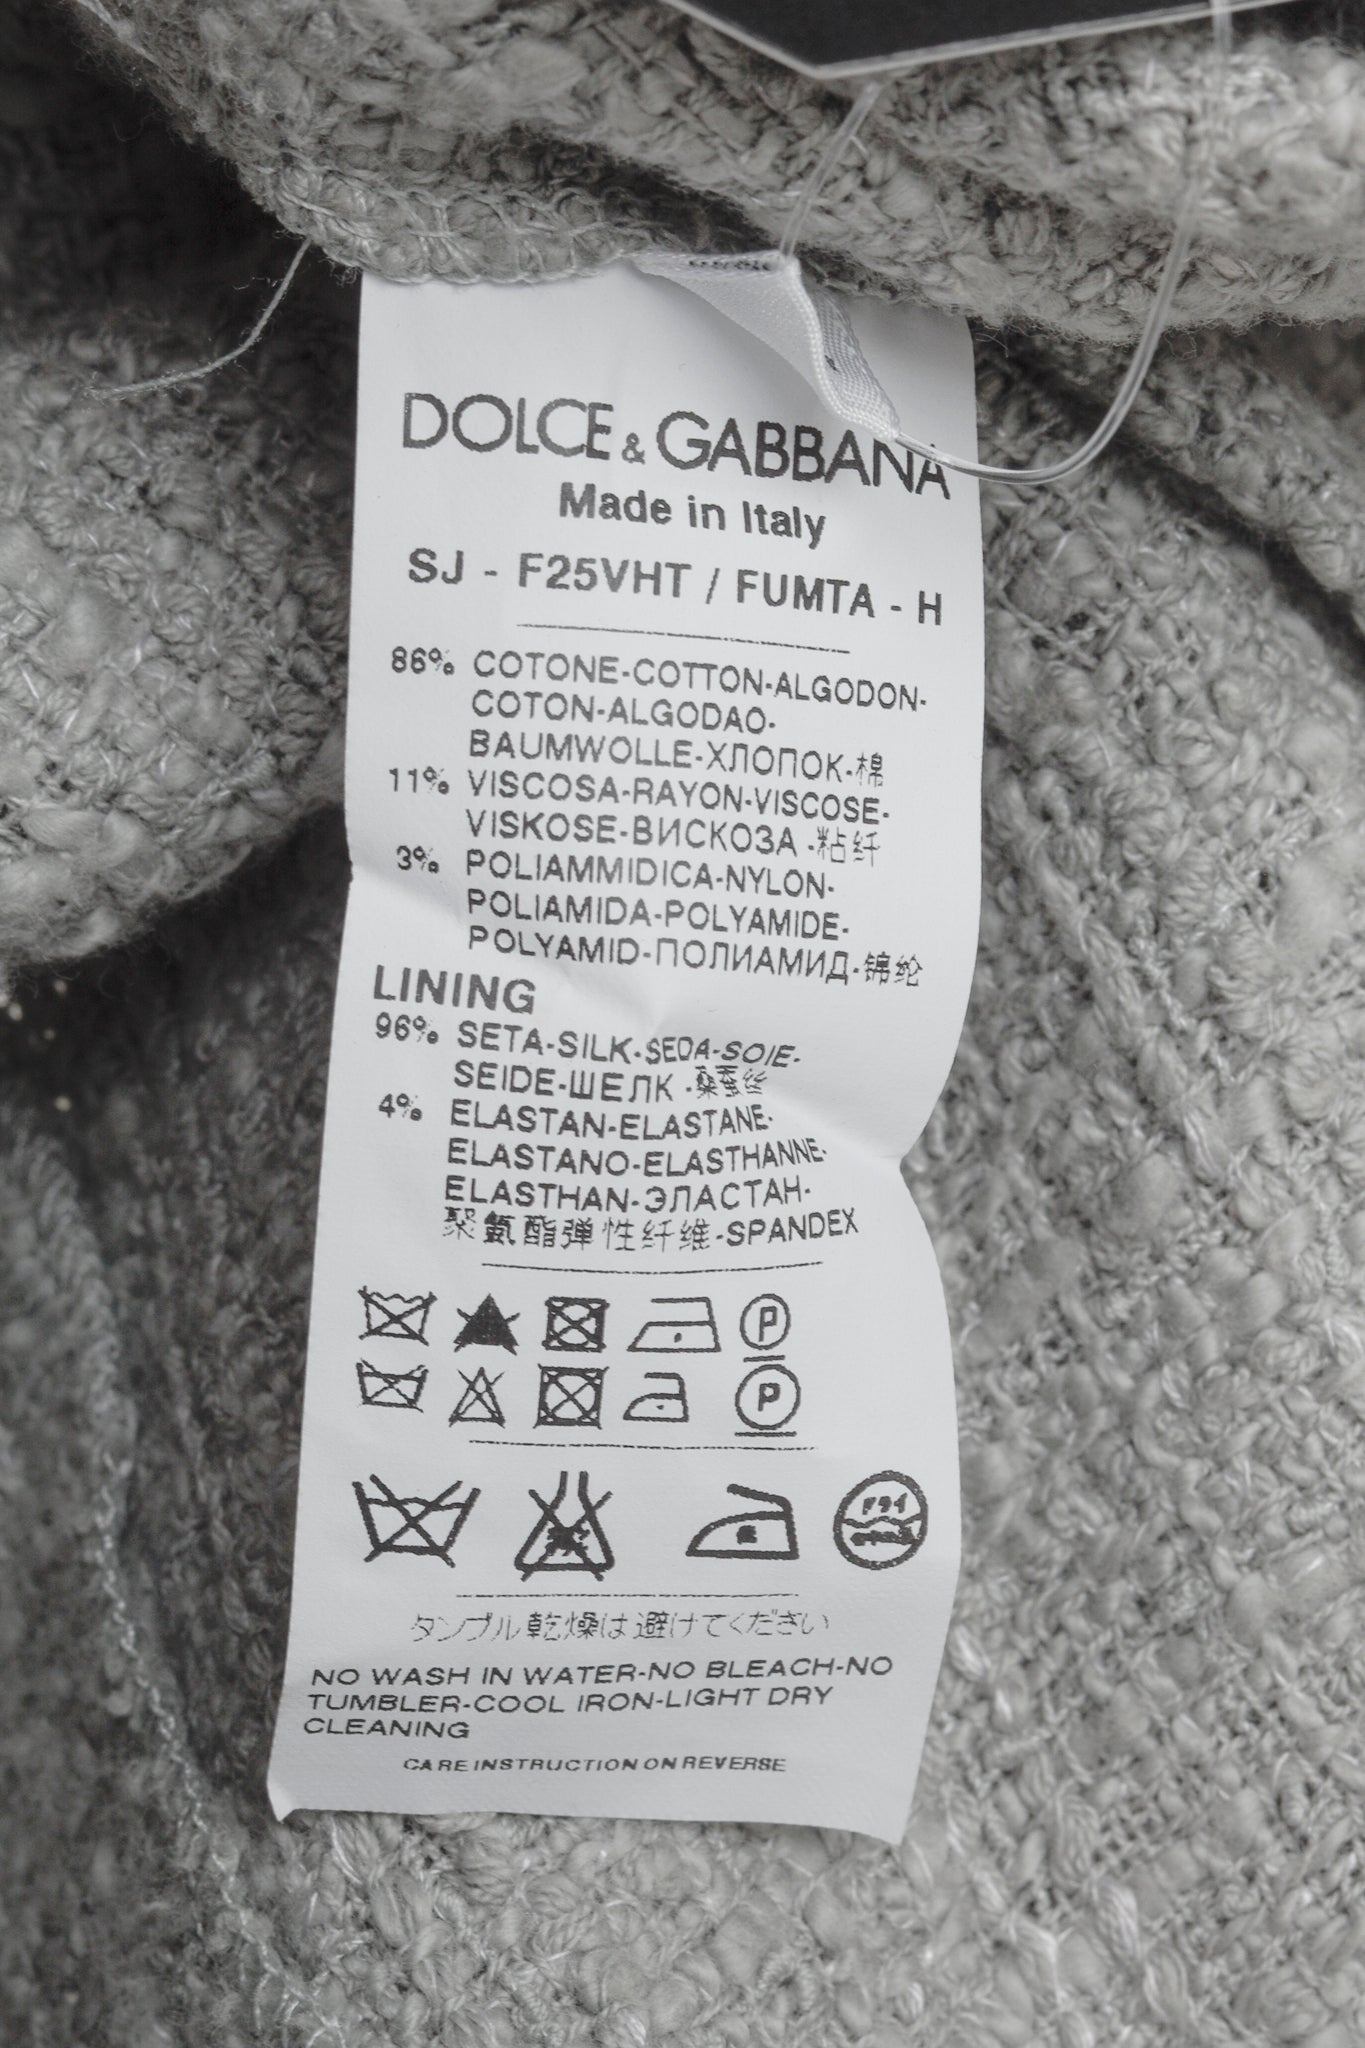 DOLCE & GABBANA
Made in Italy
SJ - F25VHT / FUMTA - H
86% COTONE-COTTON-ALGODON-
COTON-ALGODAO-
BAUMWOLLE-ХЛОПОК-棉
11% VISCOSA-RAYON-VISCOSE-
VISKOSE-ВИСКОЗА-粘纤
3% POLIAMMIDICA-NYLON-
POLIAMIDA-POLYAMIDE-
POLYAMID-ПОЛИАМИД-锦纶
LINING
96% SETA-SILK-SEDA-SOIE-
SEIDE-ШЕЛК-桑蚕丝
4% ELASTAN-ELASTANE-
ELASTANO-ELASTHANNE-
ELASTHAN-ЭЛАСТАН-
聚氨酯弹性纤维-SPANDEX
P
P
タンブル乾燥は避けてください
NO WASH IN WATER-NO BLEACH-NO
TUMBLER-COOL IRON-LIGHT DRY
CLEANING
CARE INSTRUCTION ON REVERSE